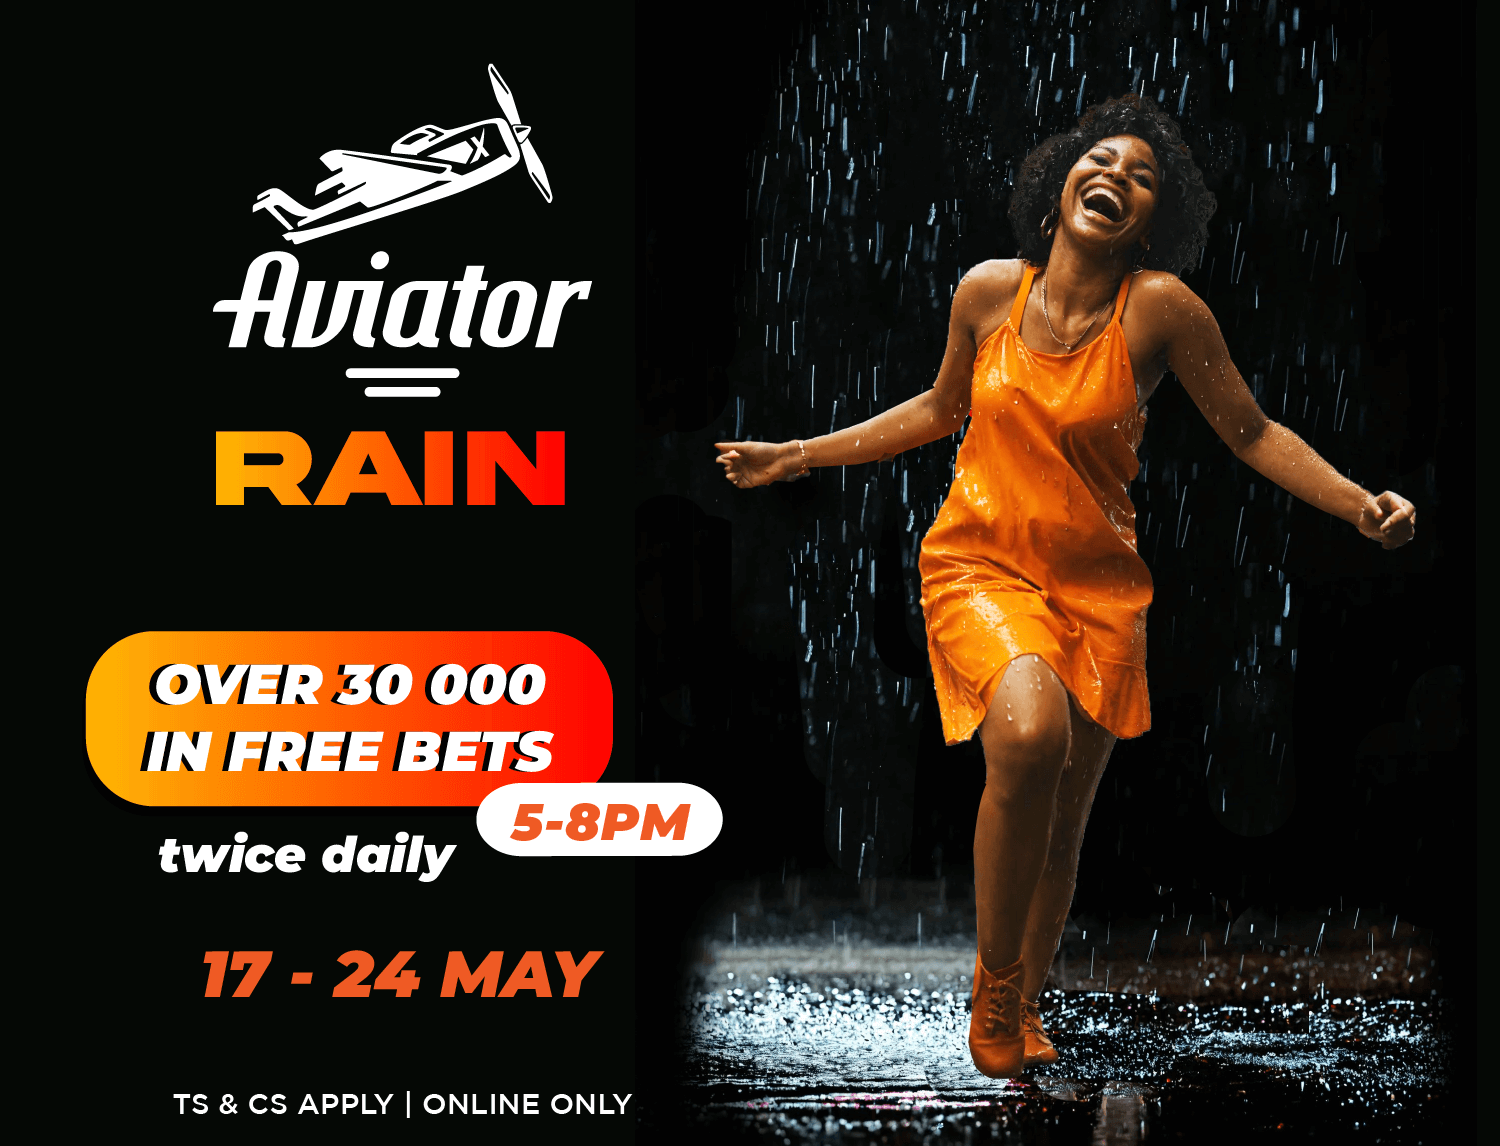 Aviator
RAIN
OVER 30 000
IN FREE BETS
5-8PM
twice daily
17 - 24 MAY
TS & CS APPLY | ONLINE ONLY